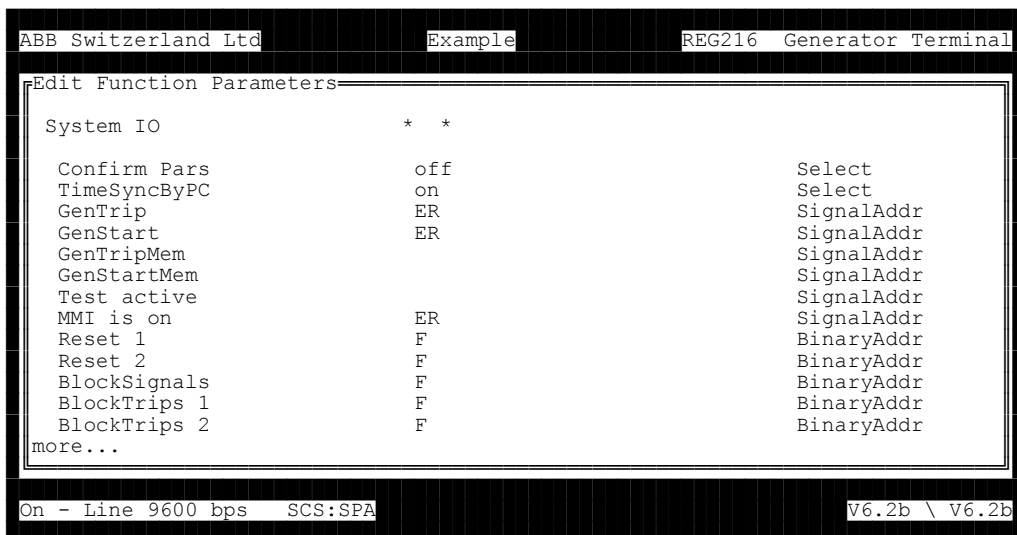 ABB Switzerland Ltd Example REG216 Generator Terminal
Edit Function Parameters
System IO * *
Confirm Pars off Select
TimeSyncByPC on Select
GenTrip ER SignalAddr
GenStart ER SignalAddr
GenTripMem SignalAddr
GenStartMem SignalAddr
Test active SignalAddr
MMI is on ER SignalAddr
Reset 1 F BinaryAddr
Reset 2 F BinaryAddr
BlockSignals F BinaryAddr
BlockTrips 1 F BinaryAddr
BlockTrips 2 F BinaryAddr
more...
On - Line 9600 bps SCS:SPA V6.2b \ V6.2b